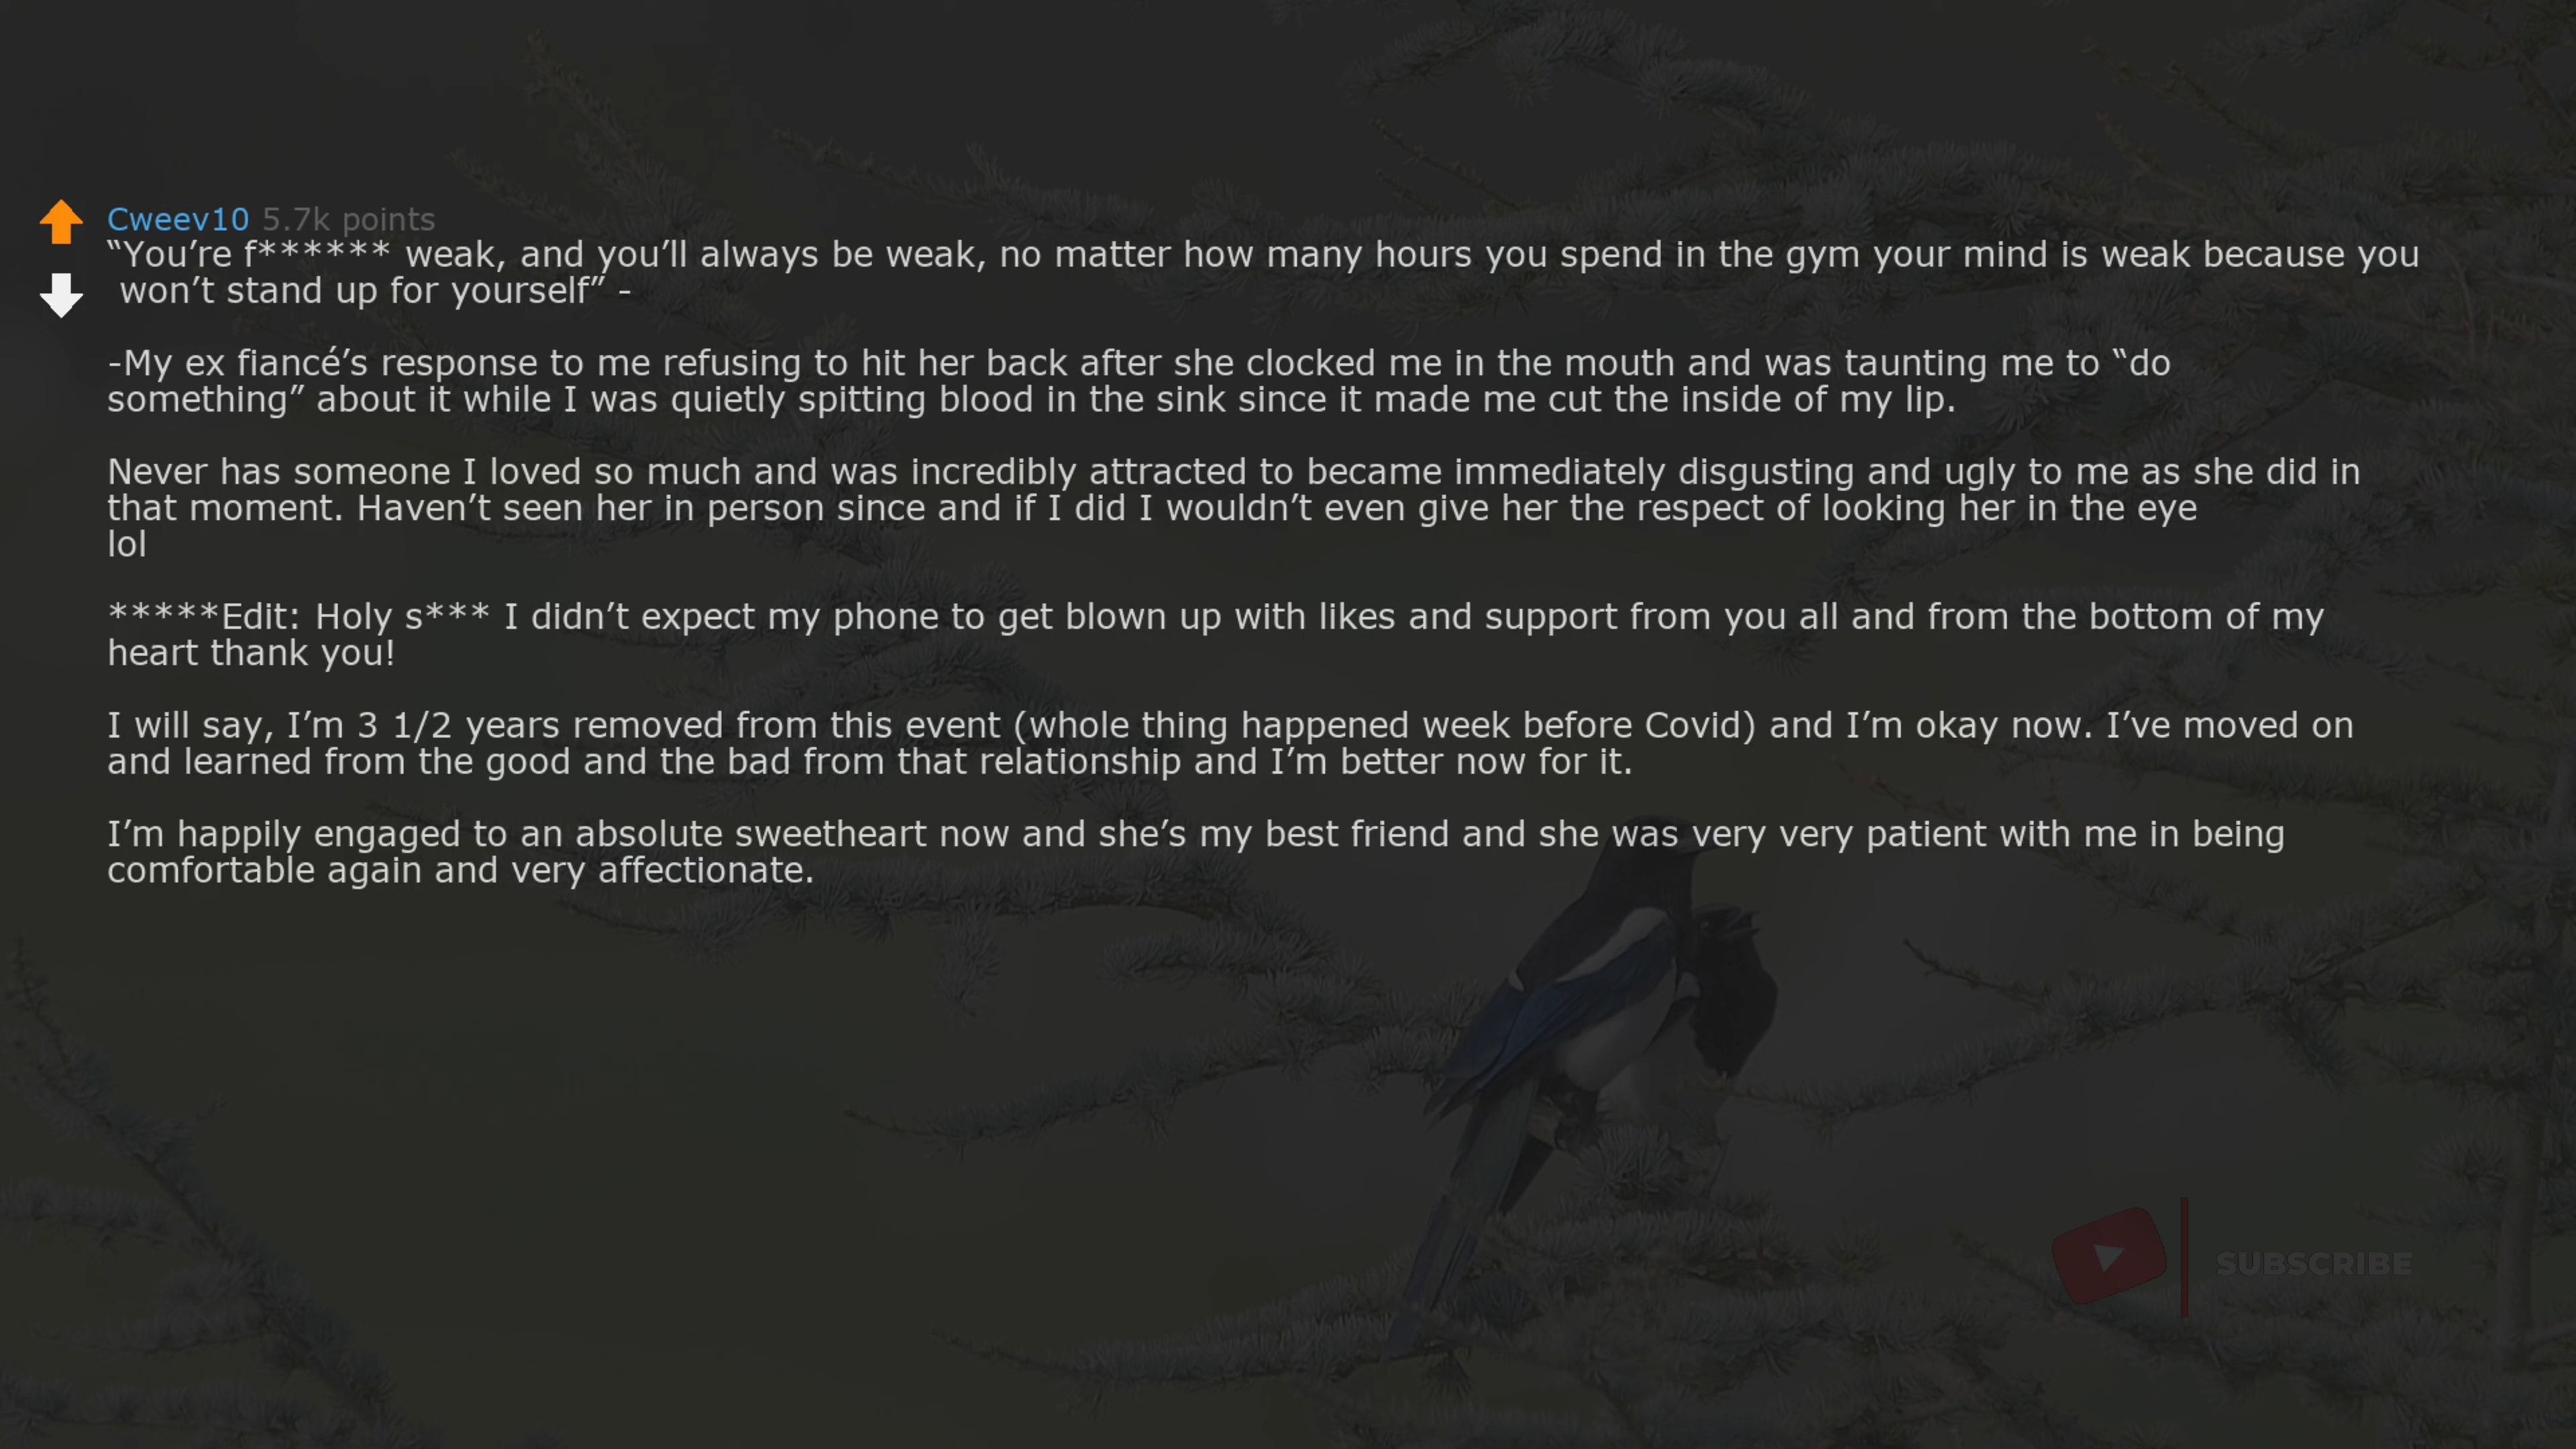 Cweev10 5.7k points
“You’re f****** weak, and you’ll always be weak, no matter how many hours you spend in the gym your mind is weak because you
won’t stand up for yourself” -
-My ex fiancé’s response to me refusing to hit her back after she clocked me in the mouth and was taunting me to “do
something” about it while I was quietly spitting blood in the sink since it made me cut the inside of my lip.
Never has someone I loved so much and was incredibly attracted to became immediately disgusting and ugly to me as she did in
that moment. Haven’t seen her in person since and if I did I wouldn’t even give her the respect of looking her in the eye
lol
*****Edit: Holy s*** I didn’t expect my phone to get blown up with likes and support from you all and from the bottom of my
heart thank you!
I will say, I’m 3 1/2 years removed from this event (whole thing happened week before Covid) and I’m okay now. I’ve moved on
and learned from the good and the bad from that relationship and I’m better now for it.
I’m happily engaged to an absolute sweetheart now and she’s my best friend and she was very very patient with me in being
comfortable again and very affectionate.
SUBSCRIBE